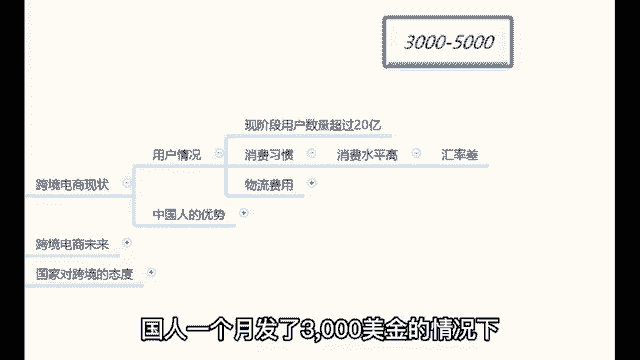 3000-5000
现阶段用户数量超过20亿
用户情况
消费习惯
消费水平高
汇率差
跨境电商现状
物流费用
中国人的优势
跨境电商未来
国家对跨境的态度
国人一个月发了3,000美金的情况下